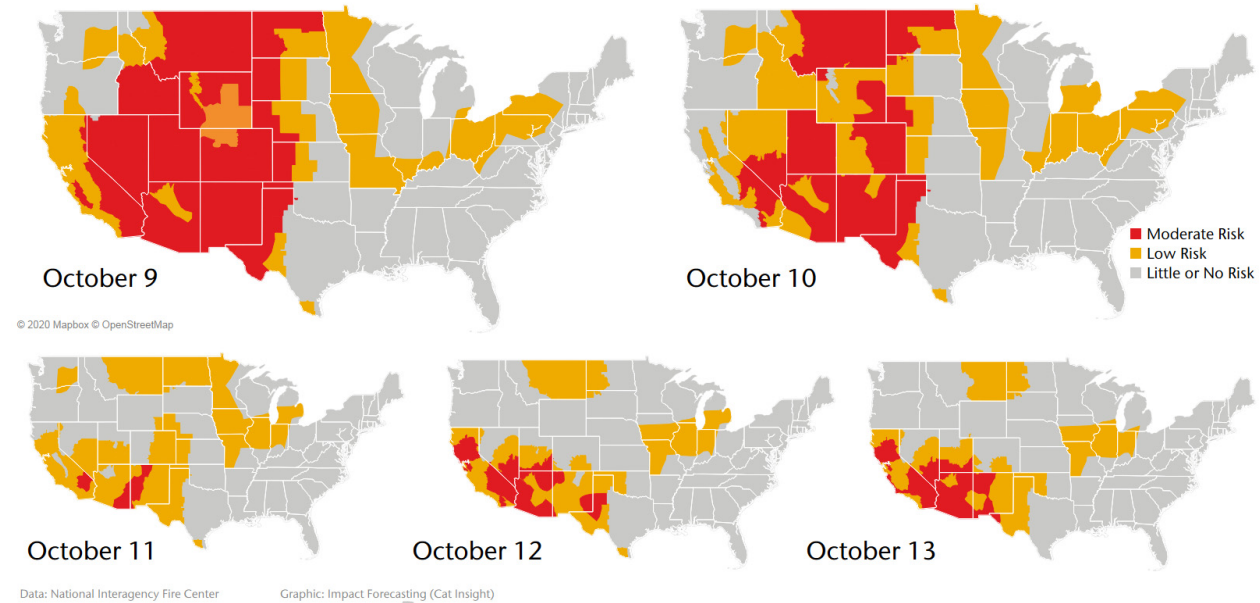 October 9
October 10
Moderate Risk
Low Risk
Little or No Risk
© 2020 Mapbox © OpenStreetMap
October 11
October 12
October 13
Data: National Interagency Fire Center
Graphic: Impact Forecasting (Cat Insight)